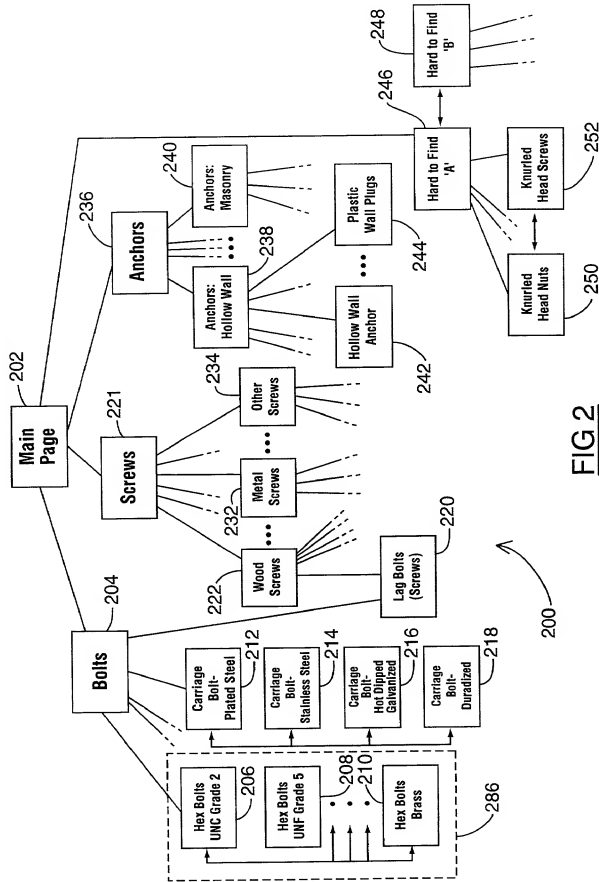 202
Main
Page
204
Bolts
221
Screws
236
Anchors
206
Hex Bolts
UNC Grade 2
208
Hex Bolts
UNF Grade 5
210
Hex Bolts
Brass
286
212
Carriage
Bolt-
Plated Steel
214
Carriage
Bolt-
Stainless Steel
216
Carriage
Bolt-
Hot Dipped
Galvanized
218
Carriage
Bolt-
Duradized
222
Wood
Screws
232
Metal
Screws
234
Other
Screws
220
Lag Bolts
(Screws)
200
238
Anchors:
Hollow Wall
240
Anchors:
Masonry
242
Hollow Wall
Anchor
244
Plastic
Wall Plugs
246
Hard to Find
'A'
248
Hard to Find
'B'
250
Knurled
Head Nuts
252
Knurled
Head Screws
FIG 2